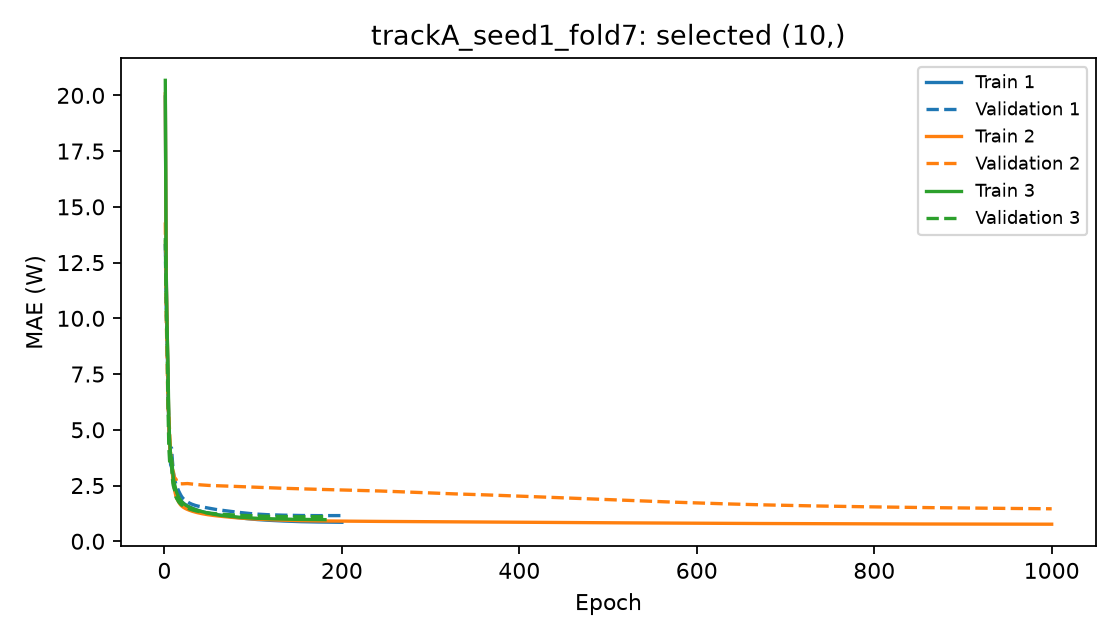 trackA_seed1_fold7: selected (10,)
MAE (W)
20.0
17.5
15.0
12.5
10.0
7.5
5.0
2.5
0.0
Train 1
Validation 1
Train 2
Validation 2
Train 3
Validation 3
0 200 400 600 800 1000
Epoch